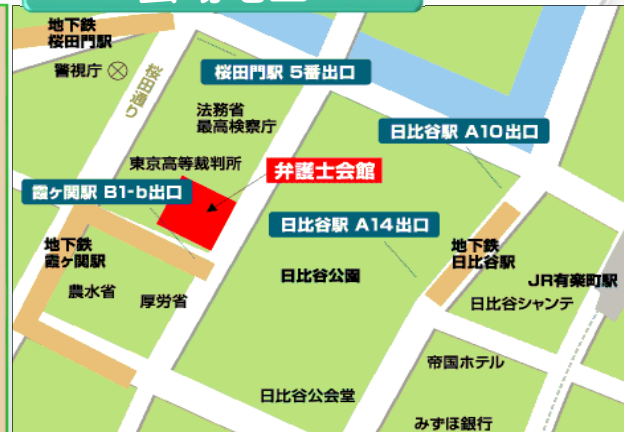 地下鉄
桜田門駅
警視庁
桜田通り
桜田門駅 5番出口
法務省
最高検察庁
日比谷駅 A10出口
東京高等裁判所
弁護士会館
霞ヶ関駅 B1-b出口
日比谷駅 A14出口
地下鉄
霞ヶ関駅
地下鉄
日比谷駅
日比谷公園
JR有楽町駅
農水省
厚労省
日比谷シャンテ
帝国ホテル
日比谷公会堂
みずほ銀行